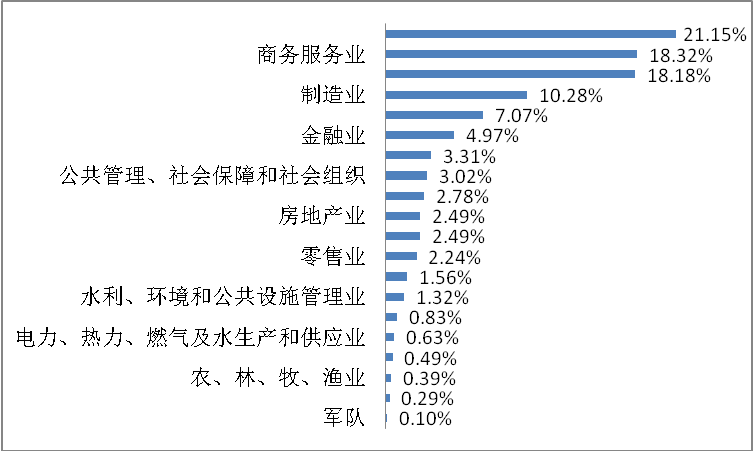 21.15%
商务服务业 18.32%
18.18%
制造业 10.28%
7.07%
金融业 4.97%
3.31%
公共管理、社会保障和社会组织 3.02%
2.78%
房地产业 2.49%
2.49%
零售业 2.24%
1.56%
水利、环境和公共设施管理业 1.32%
0.83%
电力、热力、燃气及水生产和供应业 0.63%
0.49%
农、林、牧、渔业 0.39%
0.29%
军队 0.10%